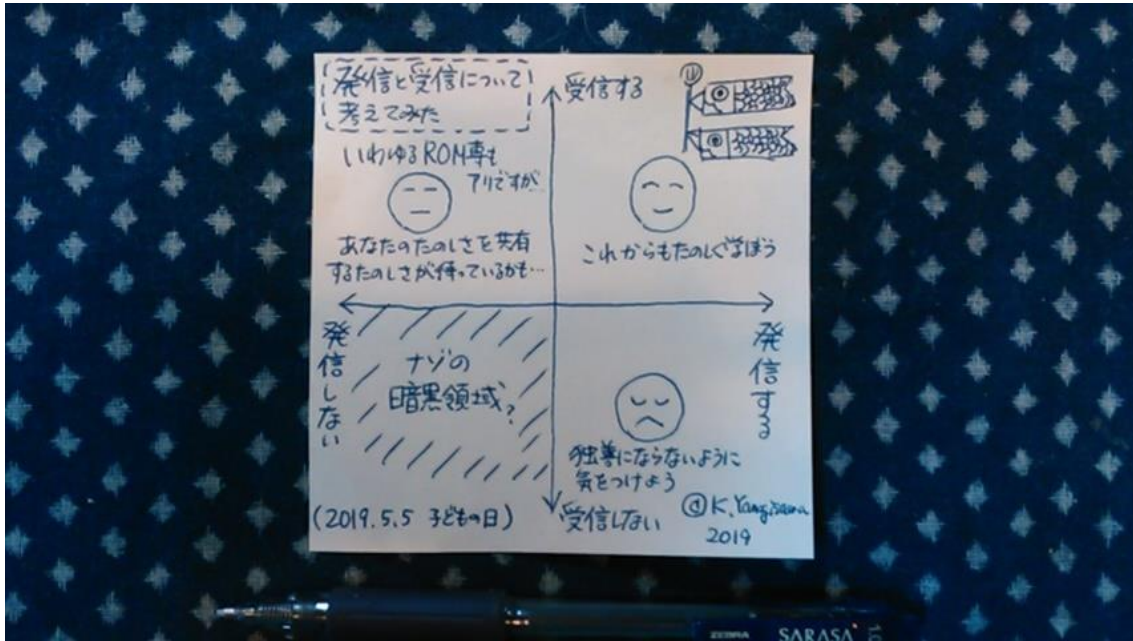 発信と受信について
考えてみた
受信する
いわゆるROM専も
アリですが…
あなたのたのしさを共有
するたのしさが待っているかも…
これからもたのしく学ぼう
発信しない
ナゾの
暗黒領域?
発信する
独善にならないように
気をつけよう
(2019.5.5 子どもの日)
受信しない
K.Yanagisawa
2019
ZEBRA SARASA 1.0